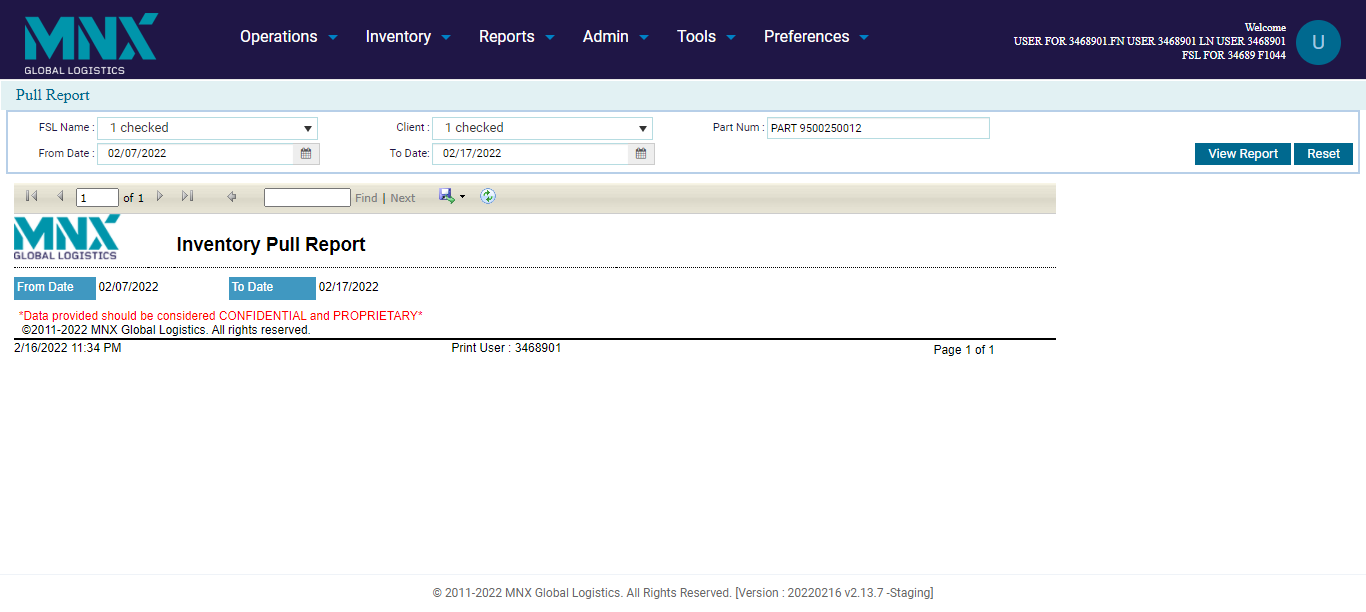 MNX
GLOBAL LOGISTICS
Operations Inventory Reports Admin Tools Preferences
Welcome
USER FOR 3468901.FN USER 3468901 LN USER 3468901
FSL FOR 34689 F1044
U
Pull Report
FSL Name : 1 checked Client : 1 checked Part Num : PART 9500250012
From Date : 02/07/2022 To Date: 02/17/2022 View Report Reset
1 of 1 Find | Next
MNX
GLOBAL LOGISTICS
Inventory Pull Report
From Date 02/07/2022 To Date 02/17/2022
*Data provided should be considered CONFIDENTIAL and PROPRIETARY*
©2011-2022 MNX Global Logistics. All rights reserved.
2/16/2022 11:34 PM Print User : 3468901 Page 1 of 1
© 2011-2022 MNX Global Logistics. All Rights Reserved. [Version : 20220216 v2.13.7 -Staging]